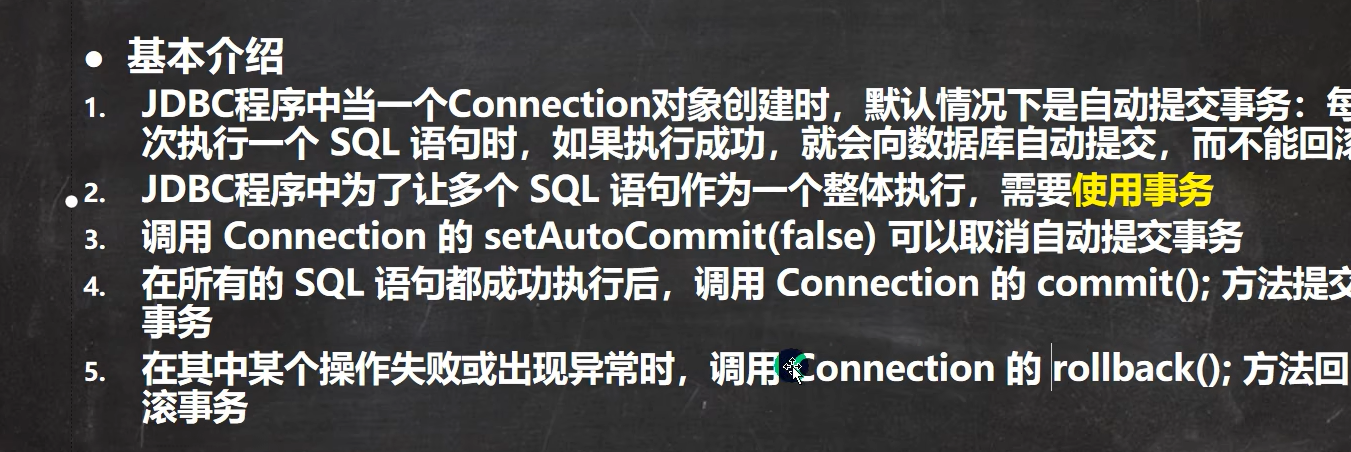 ● 基本介绍
1. JDBC程序中当一个Connection对象创建时，默认情况下是自动提交事务：每
次执行一个 SQL 语句时，如果执行成功，就会向数据库自动提交，而不能回滚
2. JDBC程序中为了让多个 SQL 语句作为一个整体执行，需要使用事务
3. 调用 Connection 的 setAutoCommit(false) 可以取消自动提交事务
4. 在所有的 SQL 语句都成功执行后，调用 Connection 的 commit(); 方法提交
事务
5. 在其中某个操作失败或出现异常时，调用 Connection 的 rollback(); 方法回
滚事务